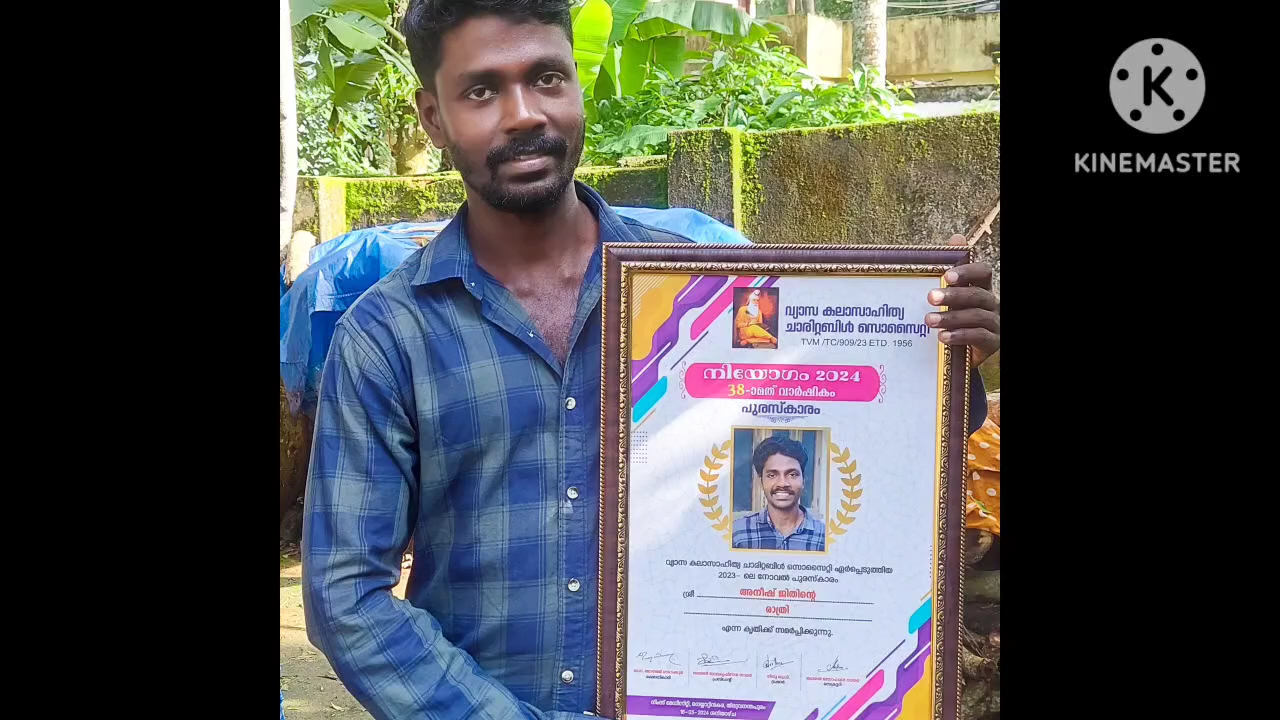 KINEMASTER
വ്യാസ കലാസാഹിത്യ
ചാരിറ്റബിൾ സൊസൈറ്റി
TVM /TC/909/23 ETD. 1956
നിയോഗം 2024
38-ാമത് വാർഷികം
പുരസ്കാരം
വ്യാസ കലാസാഹിത്യ ചാരിറ്റബിൾ സൊസൈറ്റി ഏർപ്പെടുത്തിയ
2023- ലെ നോവൽ പുരസ്കാരം
ശ്രീ അനീഷ് ജിതിന്റെ
രാത്രി
എന്ന കൃതിക്ക് സമർപ്പിക്കുന്നു.